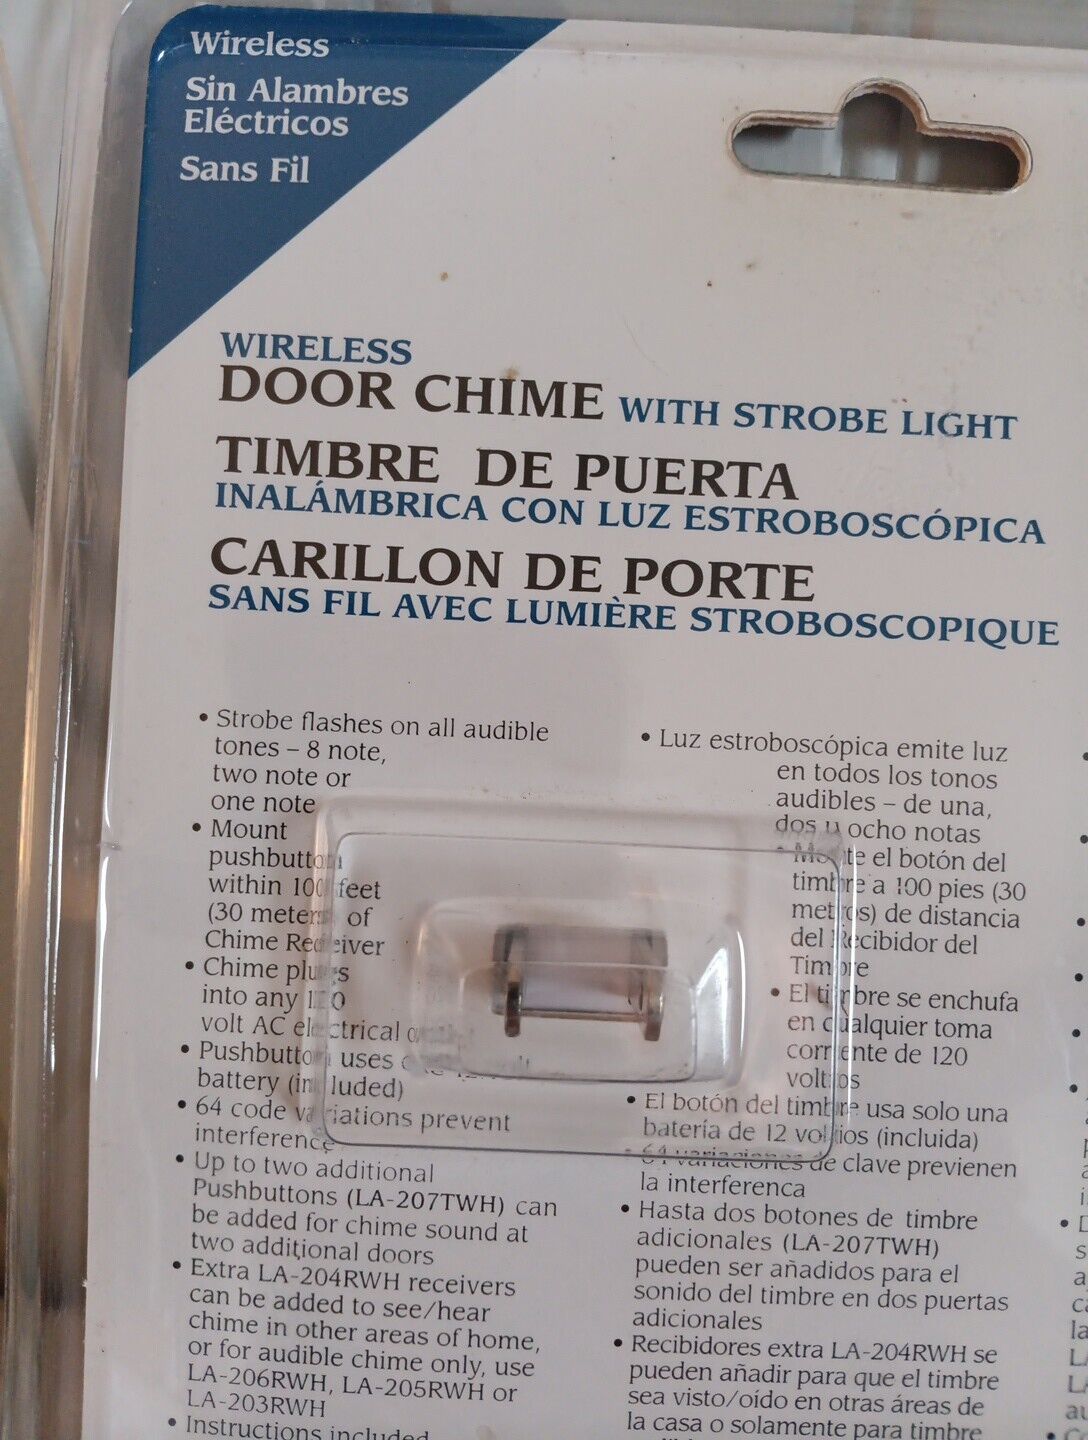 Wireless
Sin Alambres
Eléctricos
Sans Fil
WIRELESS
DOOR CHIME WITH STROBE LIGHT
TIMBRE DE PUERTA
INALÁMBRICA CON LUZ ESTROBOSCÓPICA
CARILLON DE PORTE
SANS FIL AVEC LUMIÈRE STROBOSCOPIQUE
• Strobe flashes on all audible
tones – 8 note,
two note or
one note
• Mount
pushbutton
within 100 feet
(30 meters) of
Chime Receiver
• Chime plugs
into any 120
volt AC electrical
• Pushbutton uses
battery (included)
• 64 code variations prevent
interference
• Up to two additional
Pushbuttons (LA-207TWH) can
be added for chime sound at
two additional doors
• Extra LA-204RWH receivers
can be added to see/hear
chime in other areas of home,
or for audible chime only, use
LA-206RWH, LA-205RWH or
LA-203RWH
• Instructions included
• Luz estroboscópica emite luz
en todos los tonos
audibles – de una,
dos u ocho notas
• Monte el botón del
timbre a 100 pies (30
metros) de distancia
del Recibidor del
Timbre
• El timbre se enchufa
en cualquier toma
corriente de 120
voltios
• El botón del timbre usa solo una
batería de 12 voltios (incluida)
• 64 variaciones de clave previenen
la interferenca
• Hasta dos botones de timbre
adicionales (LA-207TWH)
pueden ser añadidos para el
sonido del timbre en dos puertas
adicionales
• Recibidores extra LA-204RWH se
pueden añadir para que el timbre
sea visto/oído en otras áreas de
la casa o solamente para timbre